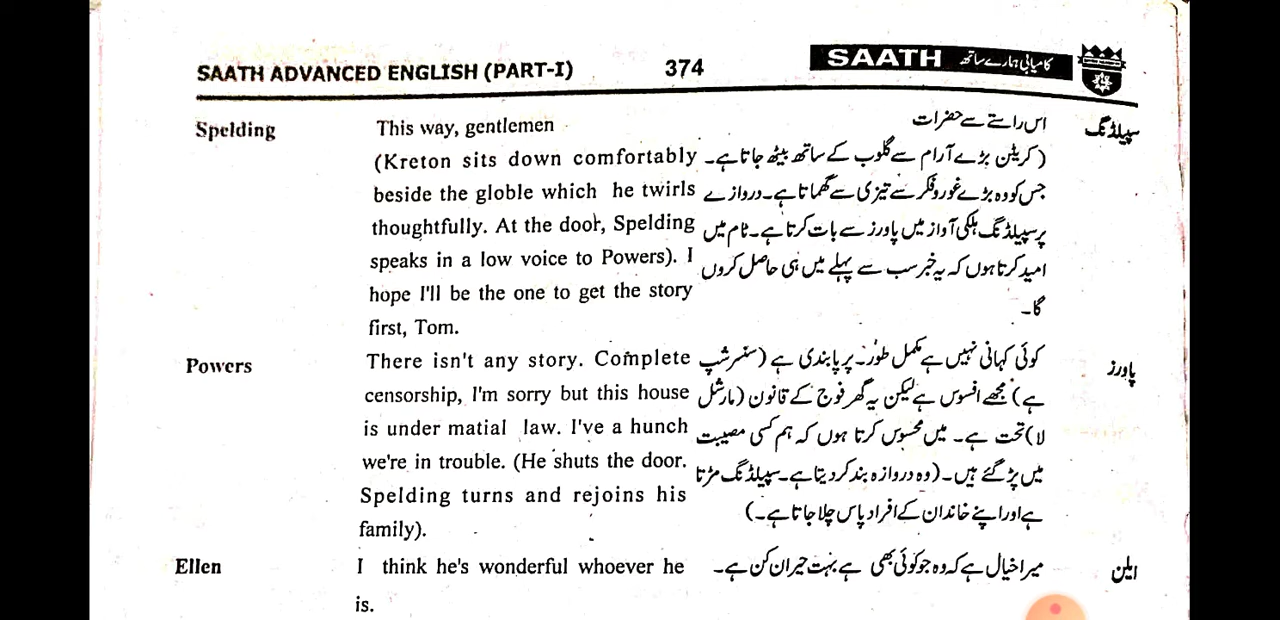 SAATH ADVANCED ENGLISH (PART-I) 374 SAATH کامیابی ہمارے ساتھ
Spelding This way, gentlemen اس راستے سے حضرات سپیلڈنگ
(Kreton sits down comfortably (کریٹن بڑے آرام سے گلوب کے ساتھ بیٹھ جاتا ہے۔
beside the globle which he twirls جس کو وہ بڑے غوروفکر سے تیزی سے گھماتا ہے۔ دروازے
thoughtfully. At the door, Spelding پر سپیلڈنگ ہلکی آواز میں پاورز سے بات کرتا ہے۔ ٹام میں
speaks in a low voice to Powers). I امید کرتا ہوں کہ یہ خبر سب سے پہلے میں ہی حاصل کروں
hope I'll be the one to get the story گا۔
first, Tom.
Powers There isn't any story. Complete کوئی کہانی نہیں ہے مکمل طور۔ پر پابندی ہے (سنسر شپ پاورز
censorship, I'm sorry but this house ہے) مجھے افسوس ہے لیکن یہ گھر فوج کے قانون (مارشل
is under matial law. I've a hunch لا) تحت ہے۔ میں محسوس کرتا ہوں کہ ہم کسی مصیبت
we're in trouble. (He shuts the door. میں پڑ گئے ہیں۔ (وہ دروازہ بند کر دیتا ہے۔ سپیلڈنگ مڑتا
Spelding turns and rejoins his ہے اور اپنے خاندان کے افراد پاس چلا جاتا ہے۔)
family).
Ellen I think he's wonderful whoever he میرا خیال ہے کہ وہ جو کوئی بھی ہے بہت حیران کن ہے۔ ایلن
is.